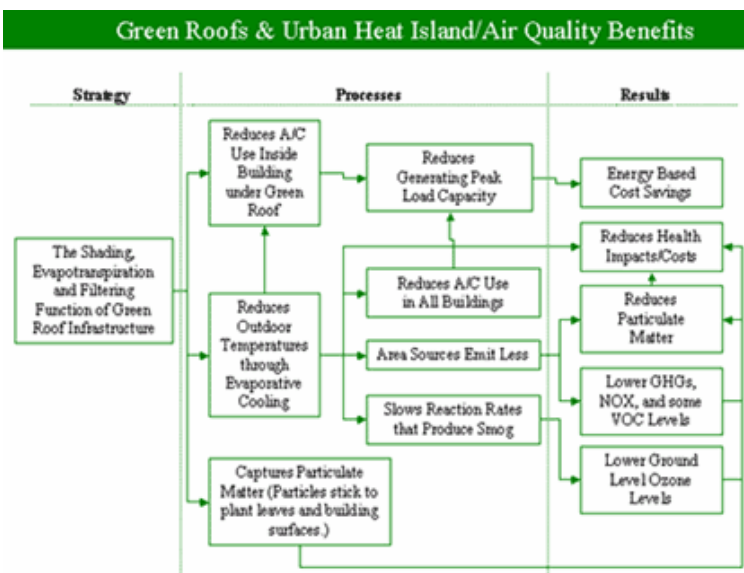 Green Roofs & Urban Heat Island/Air Quality Benefits
Strategy
Processes
Results
The Shading,
Evapotranspiration
and Filtering
Function of Green
Roof Infrastructure
Reduces A/C
Use Inside
Building
under Green
Roof
Reduces
Outdoor
Temperatures
through
Evaporative
Cooling
Captures Particulate
Matter (Particles stick to
plant leaves and building
surfaces.)
Reduces
Generating Peak
Load Capacity
Reduces A/C Use
in All Buildings
Area Sources Emit Less
Slows Reaction Rates
that Produce Smog
Energy Based
Cost Savings
Reduces Health
Impacts/Costs
Reduces
Particulate
Matter
Lower GHGs,
NOX, and some
VOC Levels
Lower Ground
Level Ozone
Levels